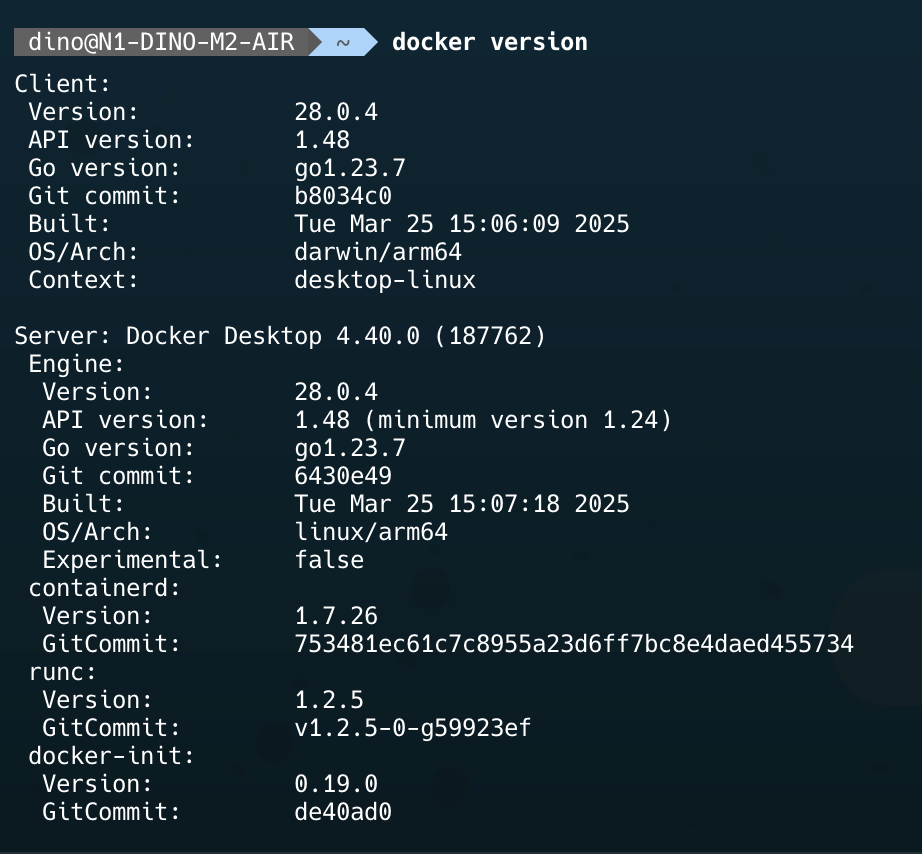 dino@N1-DINO-M2-AIR ~ docker version
Client:
 Version:           28.0.4
 API version:       1.48
 Go version:        go1.23.7
 Git commit:        b8034c0
 Built:             Tue Mar 25 15:06:09 2025
 OS/Arch:           darwin/arm64
 Context:           desktop-linux

Server: Docker Desktop 4.40.0 (187762)
 Engine:
  Version:          28.0.4
  API version:      1.48 (minimum version 1.24)
  Go version:       go1.23.7
  Git commit:       6430e49
  Built:            Tue Mar 25 15:07:18 2025
  OS/Arch:          linux/arm64
  Experimental:     false
 containerd:
  Version:          1.7.26
  GitCommit:        753481ec61c7c8955a23d6ff7bc8e4daed455734
 runc:
  Version:          1.2.5
  GitCommit:        v1.2.5-0-g59923ef
 docker-init:
  Version:          0.19.0
  GitCommit:        de40ad0